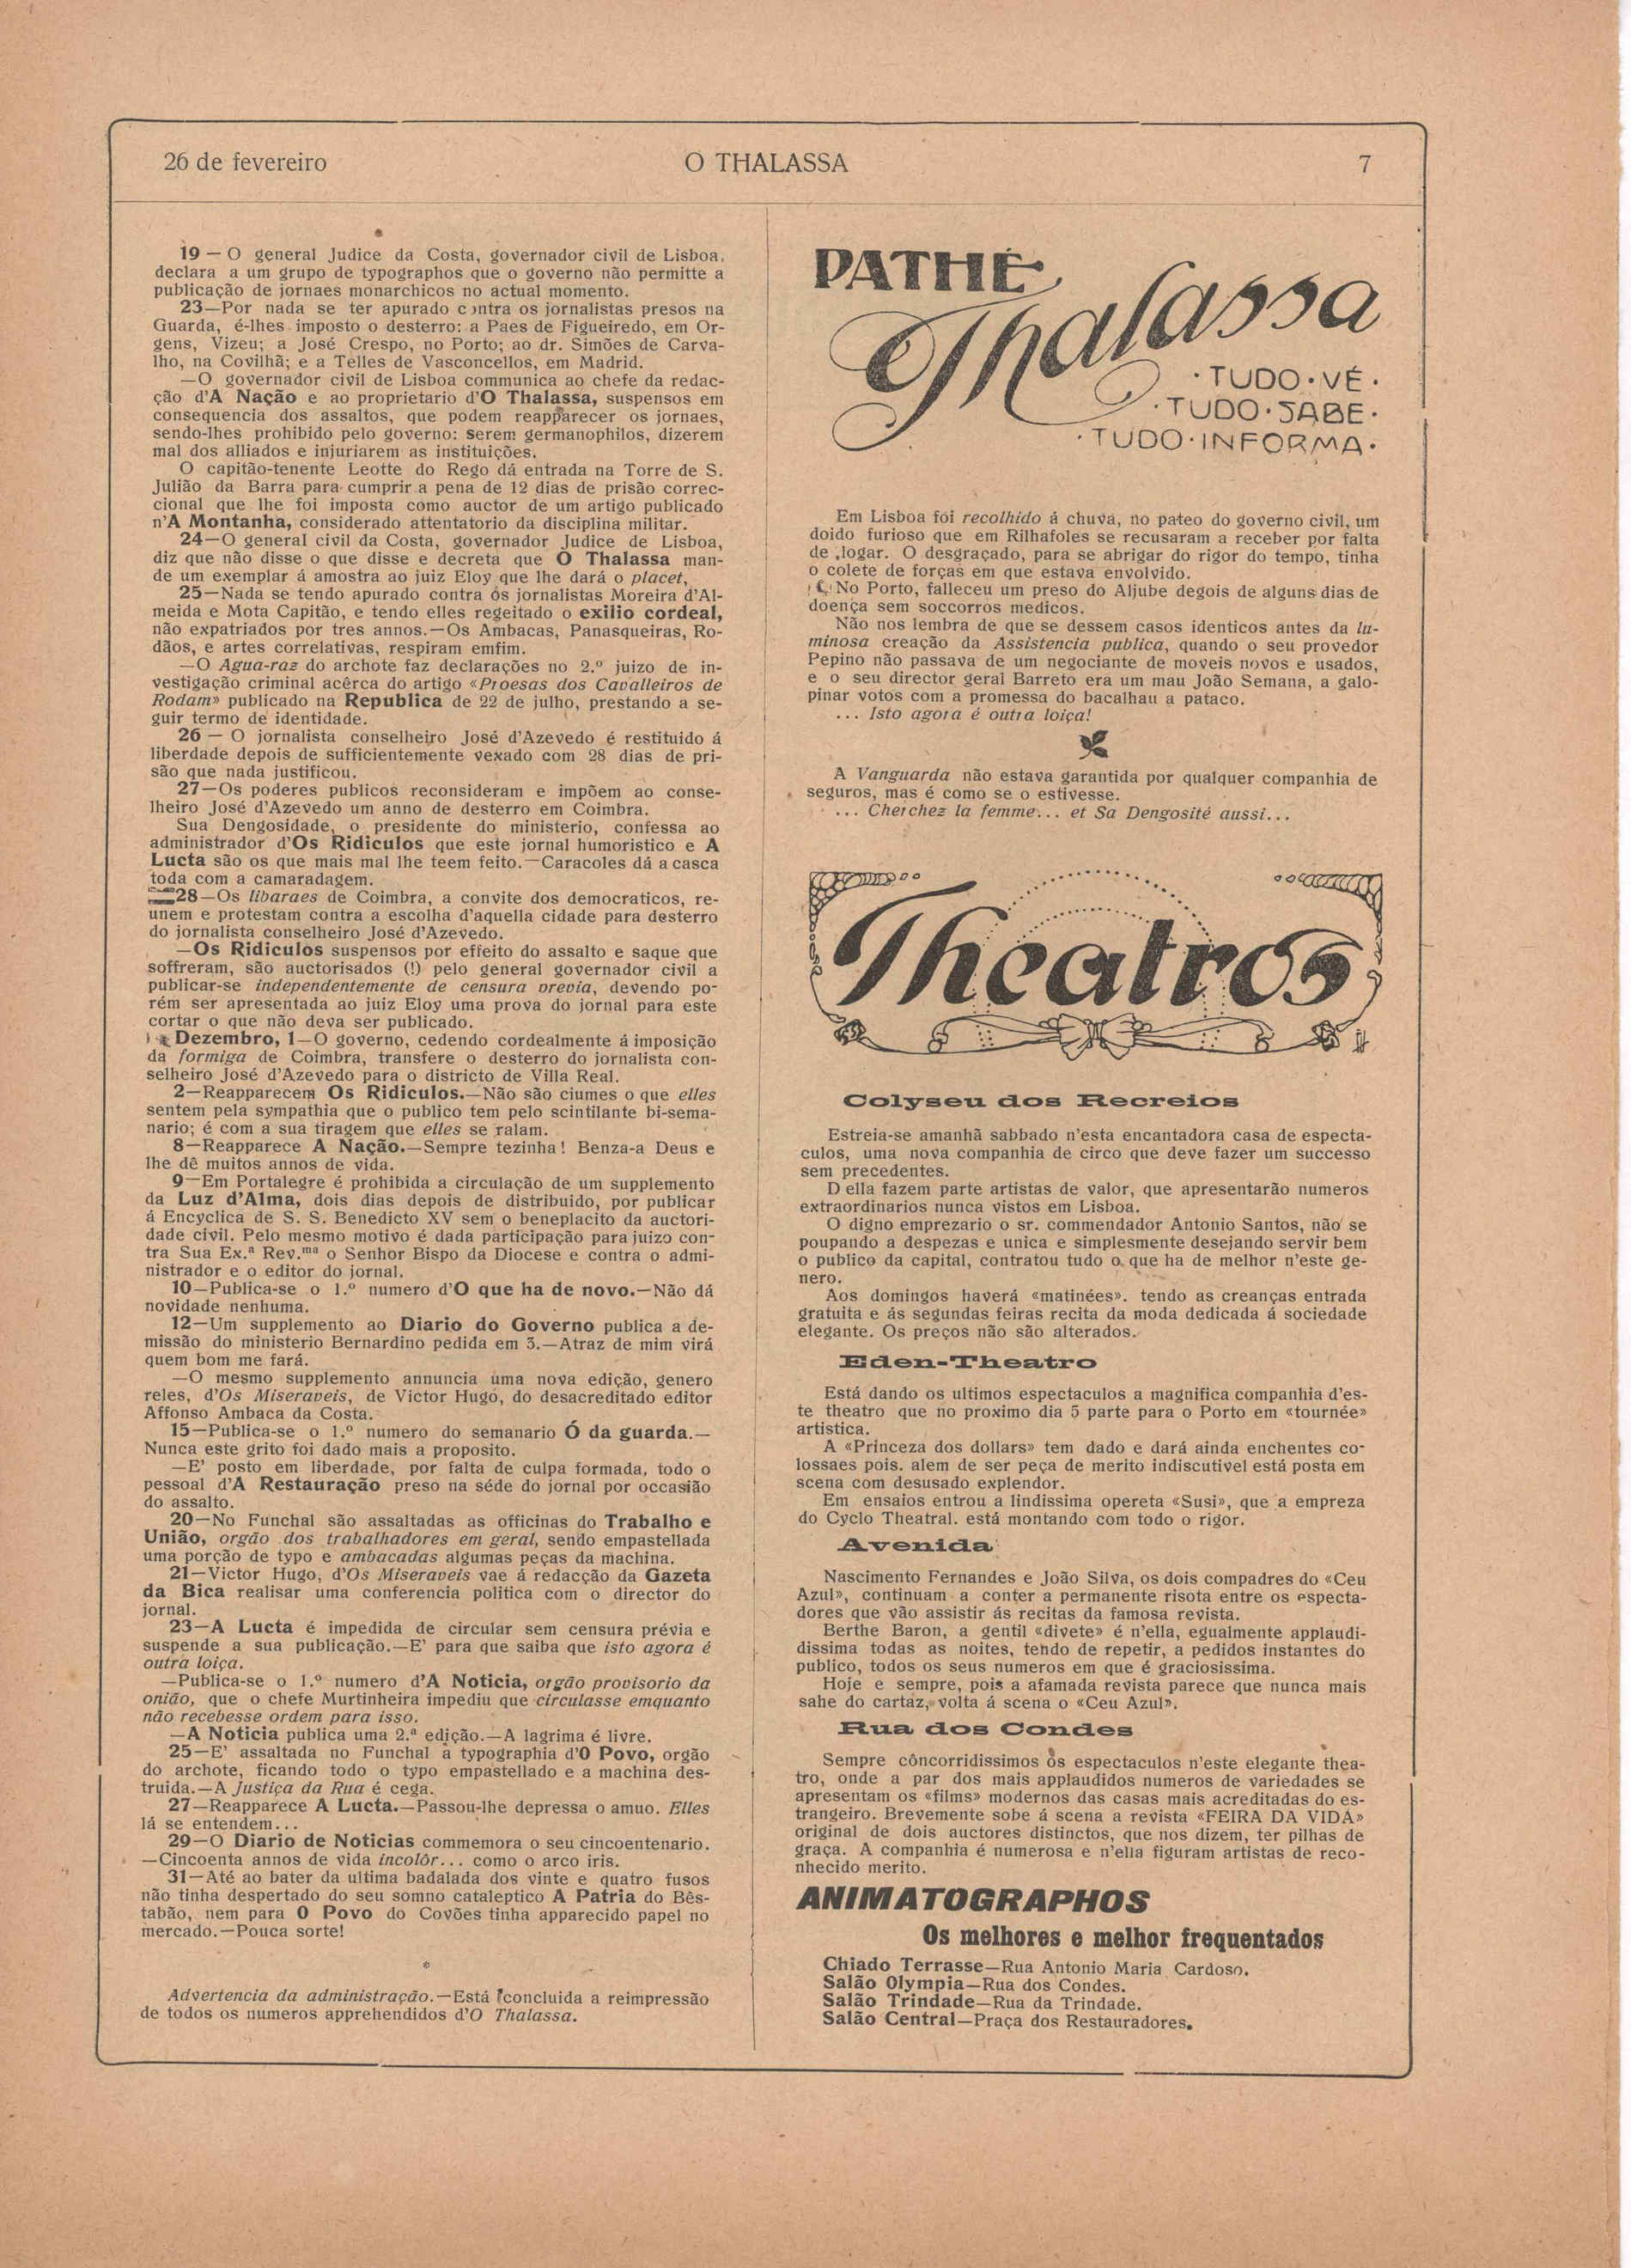 26 de fevereiro
O THALASSA
7
19 — O general Judice da Costa, governador civil de Lisboa,
declara a um grupo de typographos que o governo não permitte a
publicação de jornaes monarchicos no actual momento.
23—Por nada se ter apurado contra os jornalistas presos na
Guarda, é-lhes imposto o desterro: a Paes de Figueiredo, em Or-
gens, Vizeu; a José Crespo, no Porto; ao dr. Simões de Carva-
lho, na Covilhã; e a Telles de Vasconcellos, em Madrid.
—O governador civil de Lisboa communica ao chefe da redac-
ção d'A Nação e ao proprietario d'O Thalassa, suspensos em
consequencia dos assaltos, que podem reapparecer os jornaes,
sendo-lhes prohibido pelo governo: serem germanophilos, dizerem
mal dos alliados e injuriarem as instituições.
O capitão-tenente Leotte do Rego dá entrada na Torre de S.
Julião da Barra para cumprir a pena de 12 dias de prisão correc-
cional que lhe foi imposta como auctor de um artigo publicado
n'A Montanha, considerado attentatorio da disciplina militar.
24—O general civil da Costa, governador Judice de Lisboa,
diz que não disse o que disse e decreta que O Thalassa man-
de um exemplar á amostra ao juiz Eloy que lhe dará o placet,
25—Nada se tendo apurado contra os jornalistas Moreira d'Al-
meida e Mota Capitão, e tendo elles regeitado o exilio cordeal,
não expatriados por tres annos.—Os Ambacas, Panasqueiras, Ro-
dãos, e artes correlativas, respiram emfim.
—O Agua-raz do archote faz declarações no 2.º juizo de in-
vestigação criminal acêrca do artigo «Proesas dos Cavalleiros de
Rodam» publicado na Republica de 22 de julho, prestando a se-
guir termo de identidade.
26 — O jornalista conselheiro José d'Azevedo é restituido á
liberdade depois de sufficientemente vexado com 28 dias de pri-
são que nada justificou.
27—Os poderes publicos reconsideram e impõem ao conse-
lheiro José d'Azevedo um anno de desterro em Coimbra.
Sua Dengosidade, o presidente do ministerio, confessa ao
administrador d'Os Ridiculos que este jornal humoristico e A
Lucta são os que mais mal lhe teem feito.—Caracoles dá a casca
toda com a camaradagem.
28—Os libaraes de Coimbra, a convite dos democraticos, re-
unem e protestam contra a escolha d'aquella cidade para desterro
do jornalista conselheiro José d'Azevedo.
—Os Ridiculos suspensos por effeito do assalto e saque que
soffreram, são auctorisados (!) pelo general governador civil a
publicar-se independentemente de censura previa, devendo po-
rém ser apresentada ao juiz Eloy uma prova do jornal para este
cortar o que não deva ser publicado.
Dezembro, 1—O governo, cedendo cordealmente á imposição
da formiga de Coimbra, transfere o desterro do jornalista con-
selheiro José d'Azevedo para o districto de Villa Real.
2—Reapparecem Os Ridiculos.—Não são ciumes o que elles
sentem pela sympathia que o publico tem pelo scintilante bi-sema-
nario; é com a sua tiragem que elles se ralam.
8—Reapparece A Nação.—Sempre tezinha! Benza-a Deus e
lhe dê muitos annos de vida.
9—Em Portalegre é prohibida a circulação de um supplemento
da Luz d'Alma, dois dias depois de distribuido, por publicar
á Encyclica de S. S. Benedicto XV sem o beneplacito da auctori-
dade civil. Pelo mesmo motivo é dada participação para juizo con-
tra Sua Ex.ª Rev.ma o Senhor Bispo da Diocese e contra o admi-
nistrador e o editor do jornal.
10—Publica-se o 1.º numero d'O que ha de novo.—Não dá
novidade nenhuma.
12—Um supplemento ao Diario do Governo publica a de-
missão do ministerio Bernardino pedida em 3.—Atraz de mim virá
quem bom me fará.
—O mesmo supplemento annuncia uma nova edição, genero
reles, d'Os Miseraveis, de Victor Hugo, do desacreditado editor
Affonso Ambaca da Costa.
15—Publica-se o 1.º numero do semanario Ó da guarda.—
Nunca este grito foi dado mais a proposito.
—E' posto em liberdade, por falta de culpa formada, todo o
pessoal d'A Restauração preso na séde do jornal por occasião
do assalto.
20—No Funchal são assaltadas as officinas do Trabalho e
União, orgão dos trabalhadores em geral, sendo empastellada
uma porção de typo e ambacadas algumas peças da machina.
21—Victor Hugo, d'Os Miseraveis vae á redacção da Gazeta
da Bica realisar uma conferencia politica com o director do
jornal.
23—A Lucta é impedida de circular sem censura prévia e
suspende a sua publicação.—E' para que saiba que isto agora é
outra loiça.
—Publica-se o 1.º numero d'A Noticia, orgão provisorio da
onião, que o chefe Murtinheira impediu que circulasse emquanto
não recebesse ordem para isso.
—A Noticia publica uma 2.ª edição.—A lagrima é livre.
25—E' assaltada no Funchal a typographia d'O Povo, orgão
do archote, ficando todo o typo empastellado e a machina des-
truida.—A Justiça da Rua é cega.
27—Reapparece A Lucta.—Passou-lhe depressa o amuo. Elles
lá se entendem...
29—O Diario de Noticias commemora o seu cincoentenario.
—Cincoenta annos de vida incolôr... como o arco iris.
31—Até ao bater da ultima badalada dos vinte e quatro fusos
não tinha despertado do seu somno cataleptico A Patria do Bês-
tabão, nem para O Povo do Covões tinha apparecido papel no
mercado.—Pouca sorte!
*
Advertencia da administração.—Está concluida a reimpressão
de todos os numeros apprehendidos d'O Thalassa.
PATHÉ
Thalassa
·TUDO·VÉ·
·TUDO·SABE·
·TUDO·INFORMA·
Em Lisboa foi recolhido á chuva, no pateo do governo civil, um
doido furioso que em Rilhafoles se recusaram a receber por falta
de logar. O desgraçado, para se abrigar do rigor do tempo, tinha
o colete de forças em que estava envolvido.
No Porto, falleceu um preso do Aljube degois de alguns dias de
doença sem soccorros medicos.
Não nos lembra de que se dessem casos identicos antes da lu-
minosa creação da Assistencia publica, quando o seu provedor
Pepino não passava de um negociante de moveis novos e usados,
e o seu director geral Barreto era um mau João Semana, a galo-
pinar votos com a promessa do bacalhau a pataco.
... Isto agora é outra loiça!
A Vanguarda não estava garantida por qualquer companhia de
seguros, mas é como se o estivesse.
... Cherchez la femme... et Sa Dengosité aussi...
Theatros
Colyseu dos Recreios
Estreia-se amanhã sabbado n'esta encantadora casa de especta-
culos, uma nova companhia de circo que deve fazer um successo
sem precedentes.
D ella fazem parte artistas de valor, que apresentarão numeros
extraordinarios nunca vistos em Lisboa.
O digno emprezario o sr. commendador Antonio Santos, não se
poupando a despezas e unica e simplesmente desejando servir bem
o publico da capital, contratou tudo o que ha de melhor n'este ge-
nero.
Aos domingos haverá «matinées». tendo as creanças entrada
gratuita e ás segundas feiras recita da moda dedicada á sociedade
elegante. Os preços não são alterados.
Eden-Theatro
Está dando os ultimos espectaculos a magnifica companhia d'es-
te theatro que no proximo dia 5 parte para o Porto em «tournée»
artistica.
A «Princeza dos dollars» tem dado e dará ainda enchentes co-
lossaes pois. alem de ser peça de merito indiscutivel está posta em
scena com desusado explendor.
Em ensaios entrou a lindissima opereta «Susi», que a empreza
do Cyclo Theatral. está montando com todo o rigor.
Avenida
Nascimento Fernandes e João Silva, os dois compadres do «Ceu
Azul», continuam a conter a permanente risota entre os especta-
dores que vão assistir ás recitas da famosa revista.
Berthe Baron, a gentil «divete» é n'ella, egualmente applaudi-
dissima todas as noites, tendo de repetir, a pedidos instantes do
publico, todos os seus numeros em que é graciosissima.
Hoje e sempre, pois a afamada revista parece que nunca mais
sahe do cartaz, volta á scena o «Ceu Azul».
Rua dos Condes
Sempre côncorridissimos os espectaculos n'este elegante thea-
tro, onde a par dos mais applaudidos numeros de variedades se
apresentam os «films» modernos das casas mais acreditadas do es-
trangeiro. Brevemente sobe á scena a revista «FEIRA DA VIDA»
original de dois auctores distinctos, que nos dizem, ter pilhas de
graça. A companhia é numerosa e n'ella figuram artistas de reco-
nhecido merito.
ANIMATOGRAPHOS
Os melhores e melhor frequentados
Chiado Terrasse—Rua Antonio Maria Cardoso.
Salão Olympia—Rua dos Condes.
Salão Trindade—Rua da Trindade.
Salão Central—Praça dos Restauradores.